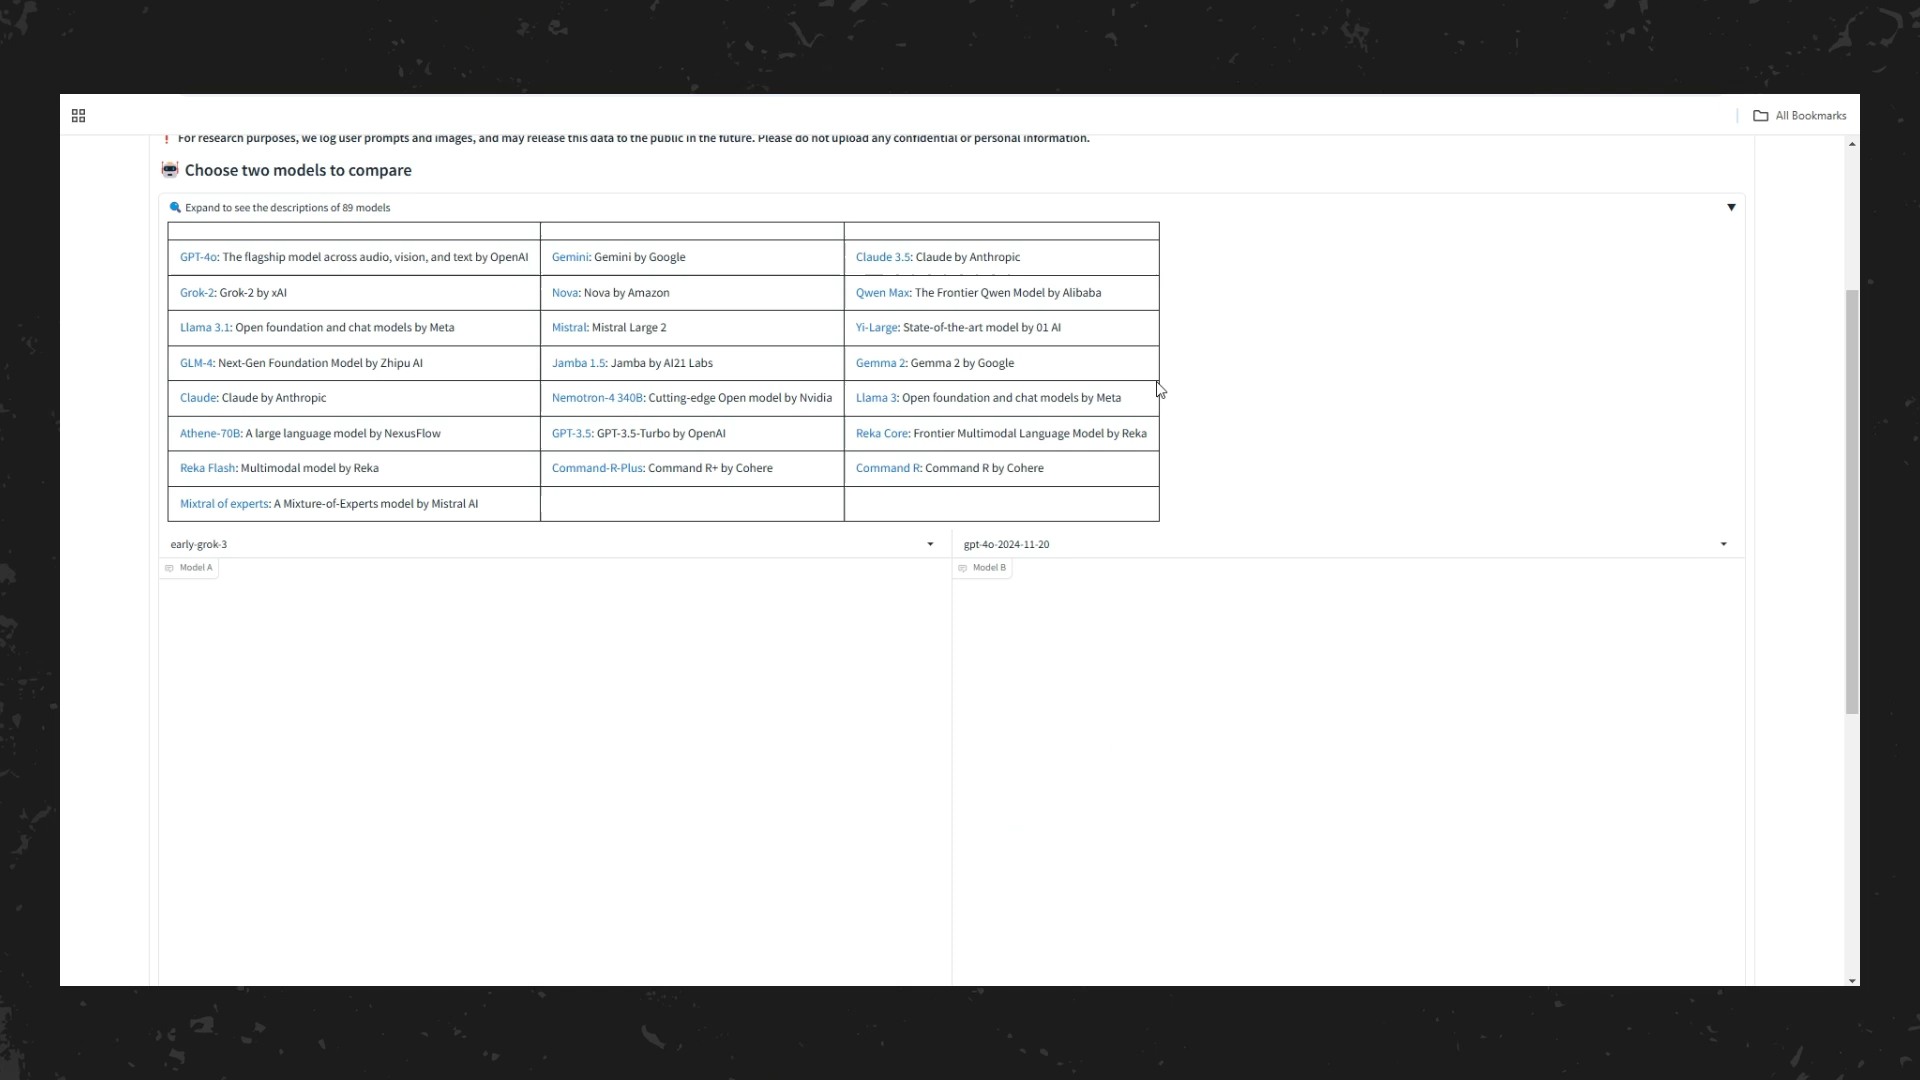 All Bookmarks
For research purposes, we log user prompts and images, and may release this data to the public in the future. Please do not upload any confidential or personal information.
Choose two models to compare
Expand to see the descriptions of 89 models
GPT-4o: The flagship model across audio, vision, and text by OpenAI
Gemini: Gemini by Google
Claude 3.5: Claude by Anthropic
Grok-2: Grok-2 by xAI
Nova: Nova by Amazon
Qwen Max: The Frontier Qwen Model by Alibaba
Llama 3.1: Open foundation and chat models by Meta
Mistral: Mistral Large 2
Yi-Large: State-of-the-art model by 01 AI
GLM-4: Next-Gen Foundation Model by Zhipu AI
Jamba 1.5: Jamba by AI21 Labs
Gemma 2: Gemma 2 by Google
Claude: Claude by Anthropic
Nemotron-4 340B: Cutting-edge Open model by Nvidia
Llama 3: Open foundation and chat models by Meta
Athene-70B: A large language model by NexusFlow
GPT-3.5: GPT-3.5-Turbo by OpenAI
Reka Core: Frontier Multimodal Language Model by Reka
Reka Flash: Multimodal model by Reka
Command-R-Plus: Command R+ by Cohere
Command R: Command R by Cohere
Mixtral of experts: A Mixture-of-Experts model by Mistral AI
early-grok-3
gpt-4o-2024-11-20
Model A
Model B